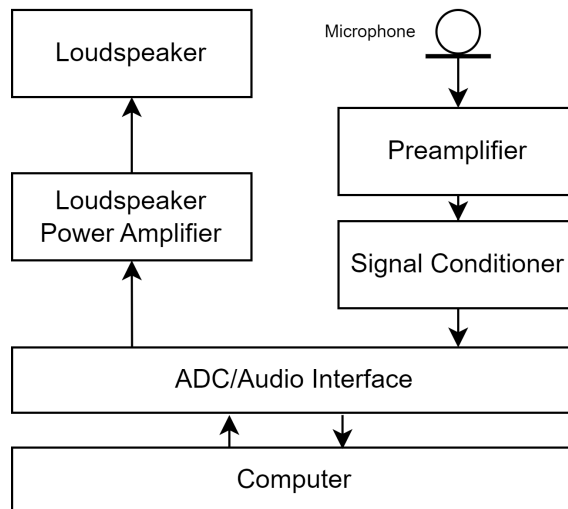 Loudspeaker
Microphone
Preamplifier
Loudspeaker
Power Amplifier
Signal Conditioner
ADC/Audio Interface
Computer